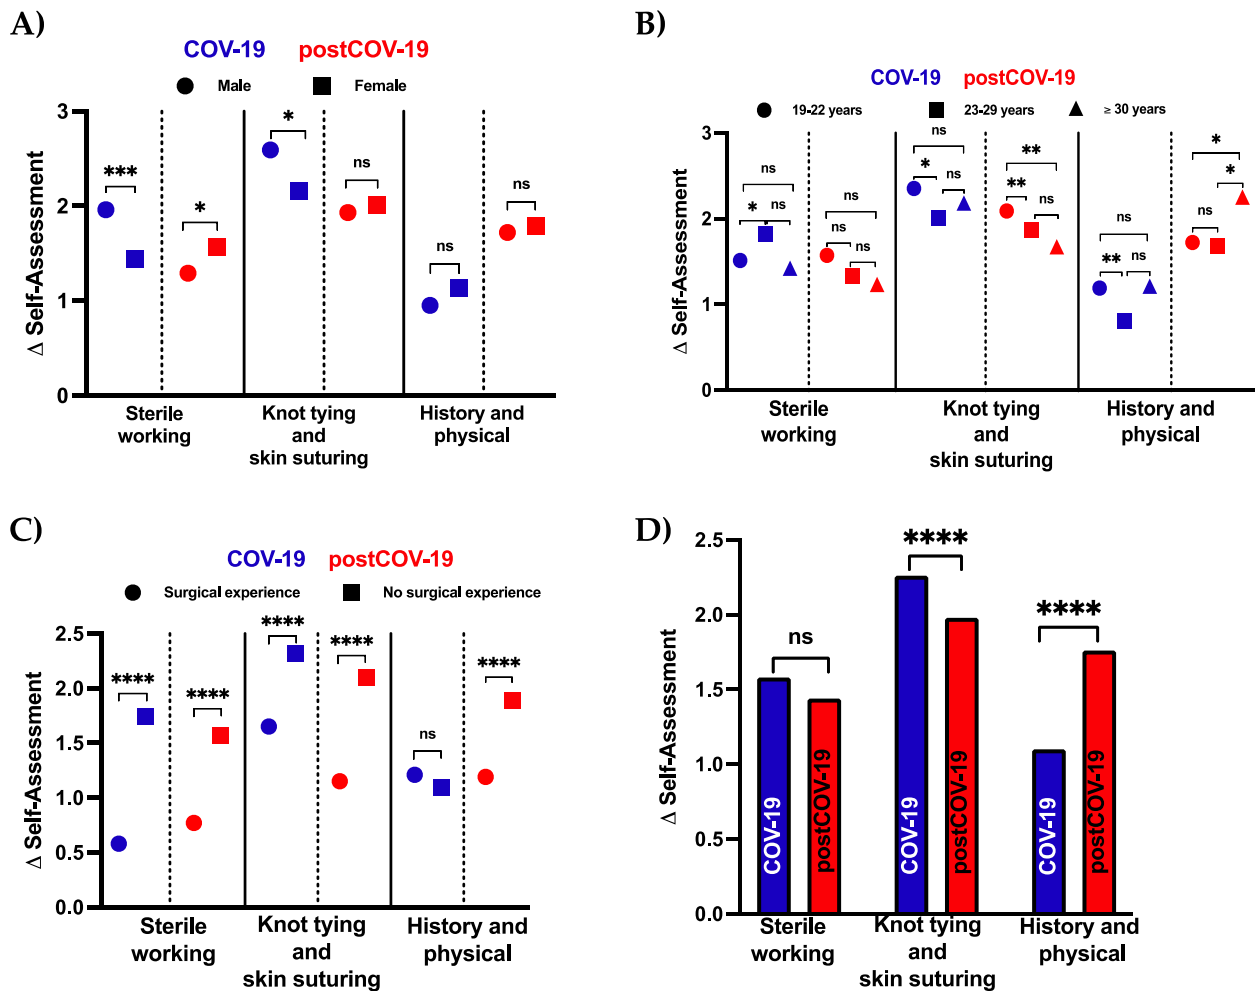 A)
COV-19 postCOV-19
Male Female
Δ Self-Assessment
3
2
1
0
***
*
*
ns
ns
ns
Sterile working
Knot tying and skin suturing
History and physical
B)
COV-19 postCOV-19
19-22 years 23-29 years ≥ 30 years
Δ Self-Assessment
3
2
1
0
ns
*
ns
ns
ns
ns
ns
*
ns
**
**
ns
ns
**
ns
*
*
ns
Sterile working
Knot tying and skin suturing
History and physical
C)
COV-19 postCOV-19
Surgical experience No surgical experience
Δ Self-Assessment
2.5
2.0
1.5
1.0
0.5
0.0
****
****
****
****
ns
****
Sterile working
Knot tying and skin suturing
History and physical
D)
Δ Self-Assessment
2.5
2.0
1.5
1.0
0.5
0.0
ns
****
****
COV-19
postCOV-19
COV-19
postCOV-19
COV-19
postCOV-19
Sterile working
Knot tying and skin suturing
History and physical